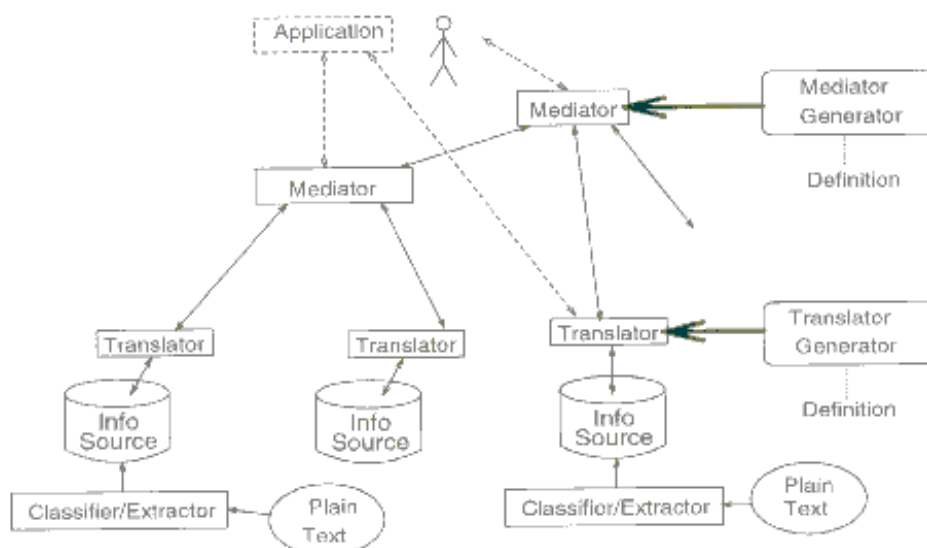 Application
Mediator
Mediator
Generator
Definition
Mediator
Translator
Translator
Translator
Translator
Generator
Definition
Info
Source
Info
Source
Info
Source
Classifier/Extractor
Plain
Text
Classifier/Extractor
Plain
Text